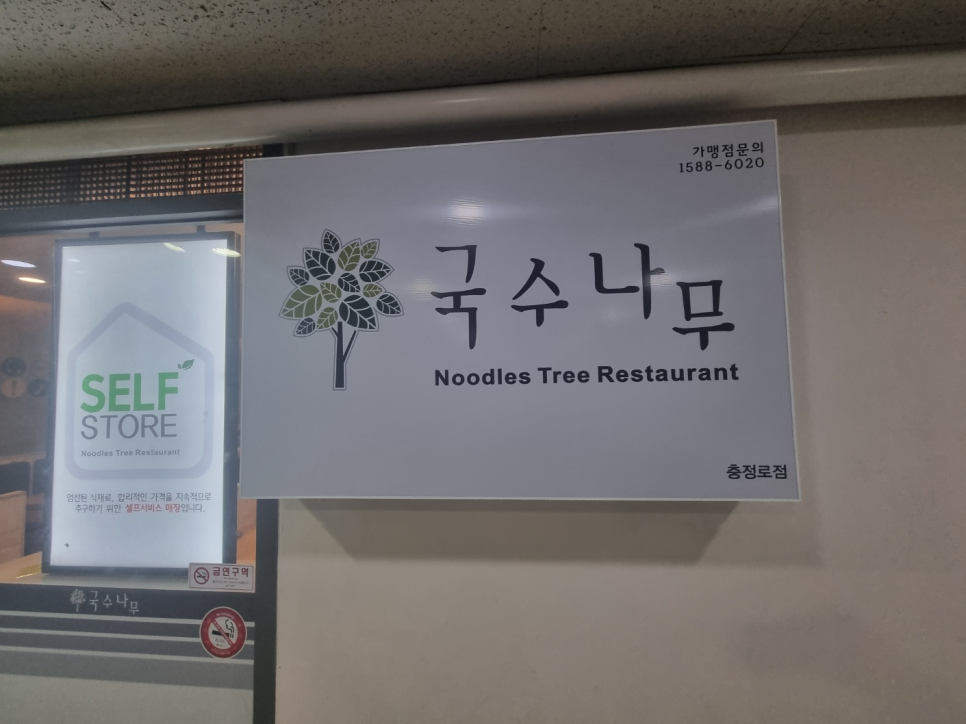 가맹점문의
1588-6020
국수나무
Noodles Tree Restaurant
충정로점
SELF
STORE
Noodles Tree Restaurant
엄선된 식재료, 합리적인 가격을 지속적으로
추구하기 위한 셀프서비스 매장입니다.
금연구역
국수나무